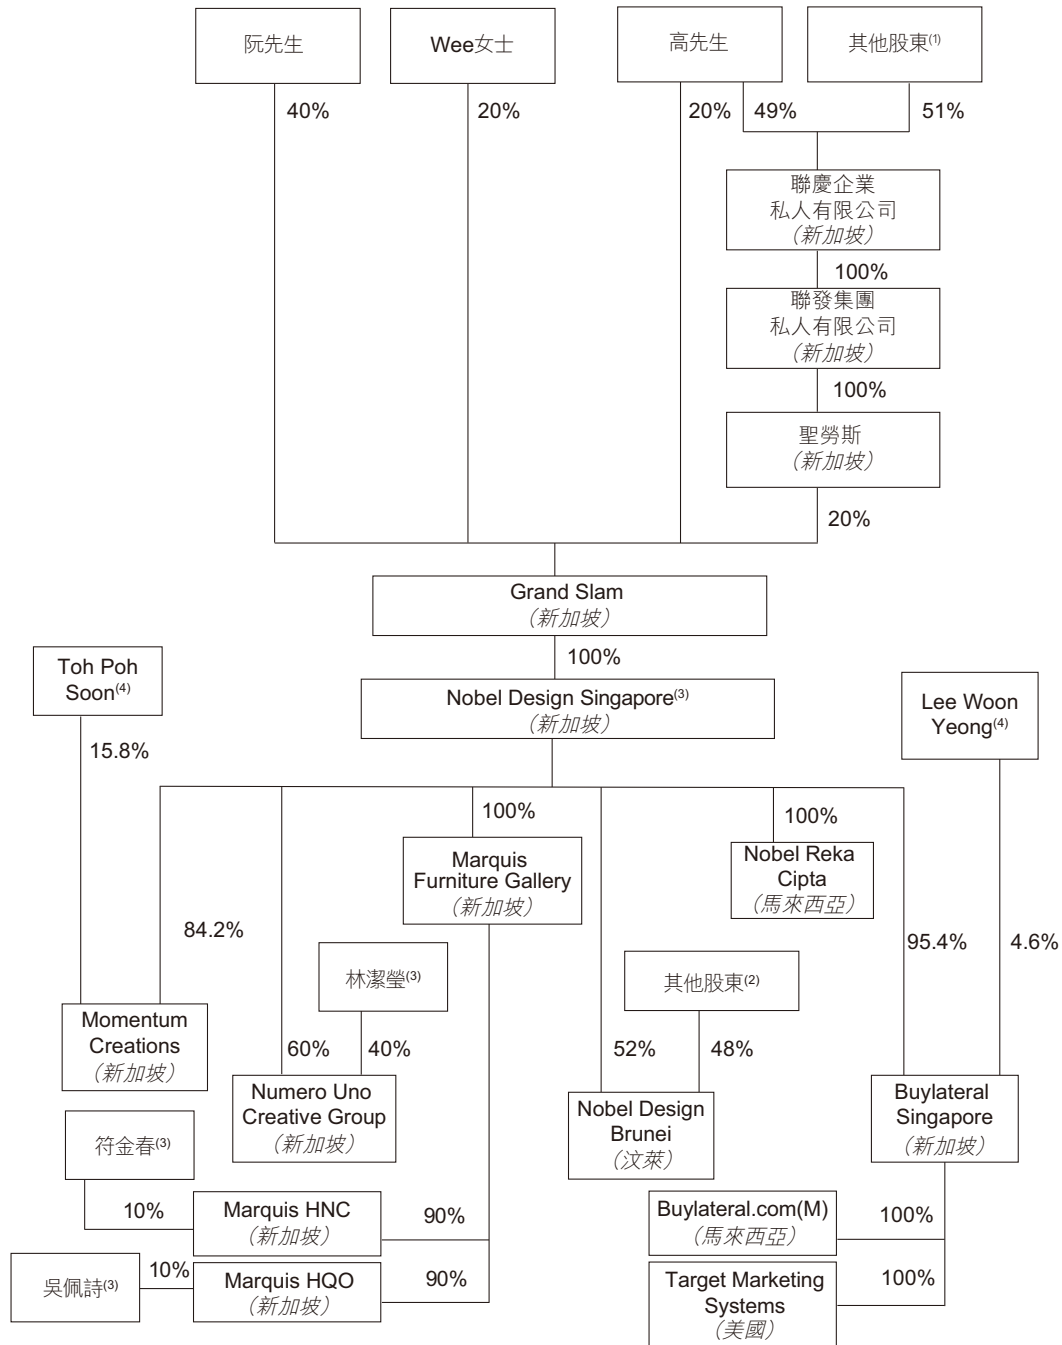 阮先生
Wee女士
高先生
其他股東(1)
40%
20%
20%
49%
51%
聯慶企業
私人有限公司
（新加坡）
100%
聯發集團
私人有限公司
（新加坡）
100%
聖勞斯
（新加坡）
20%
Grand Slam
（新加坡）
100%
Toh Poh
Soon(4)
Nobel Design Singapore(3)
（新加坡）
Lee Woon
Yeong(4)
15.8%
100%
100%
Marquis
Furniture Gallery
（新加坡）
Nobel Reka
Cipta
（馬來西亞）
84.2%
95.4%
4.6%
林潔瑩(3)
其他股東(2)
Momentum
Creations
（新加坡）
60%
40%
52%
48%
Numero Uno
Creative Group
（新加坡）
Nobel Design
Brunei
（汶萊）
Buylateral
Singapore
（新加坡）
符金春(3)
10%
Marquis HNC
（新加坡）
90%
Buylateral.com(M)
（馬來西亞）
100%
吳佩詩(3)
10%
Marquis HQO
（新加坡）
90%
Target Marketing
Systems
（美國）
100%